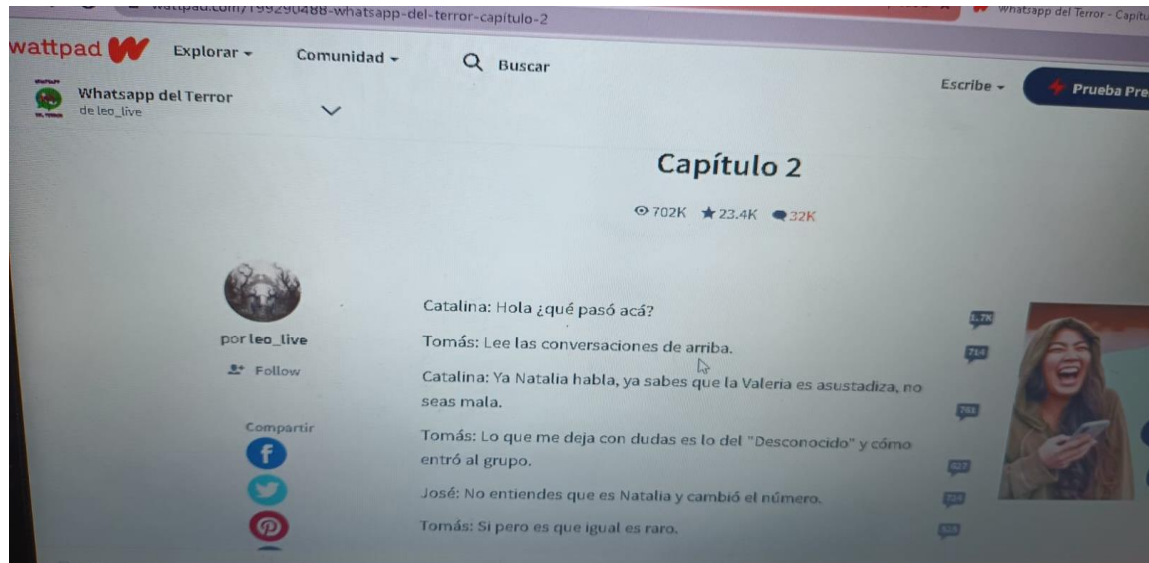 wattpad.com/199290488-whatsapp-del-terror-capítulo-2
Whatsapp del Terror - Capítu
wattpad
Explorar
Comunidad
Buscar
Escribe
Prueba Pre
Whatsapp del Terror
de leo_live
Capítulo 2
702K 23.4K 32K
por leo_live
Follow
Compartir
Catalina: Hola ¿qué pasó acá?
1.7K
Tomás: Lee las conversaciones de arriba.
714
Catalina: Ya Natalia habla, ya sabes que la Valeria es asustadiza, no
seas mala.
761
Tomás: Lo que me deja con dudas es lo del "Desconocido" y cómo
entró al grupo.
527
José: No entiendes que es Natalia y cambió el número.
Tomás: Si pero es que igual es raro.